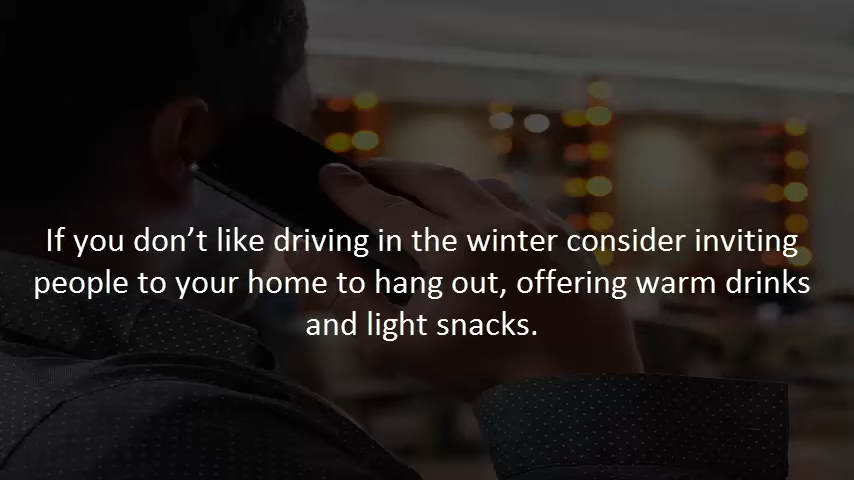 If you don’t like driving in the winter consider inviting
people to your home to hang out, offering warm drinks
and light snacks.